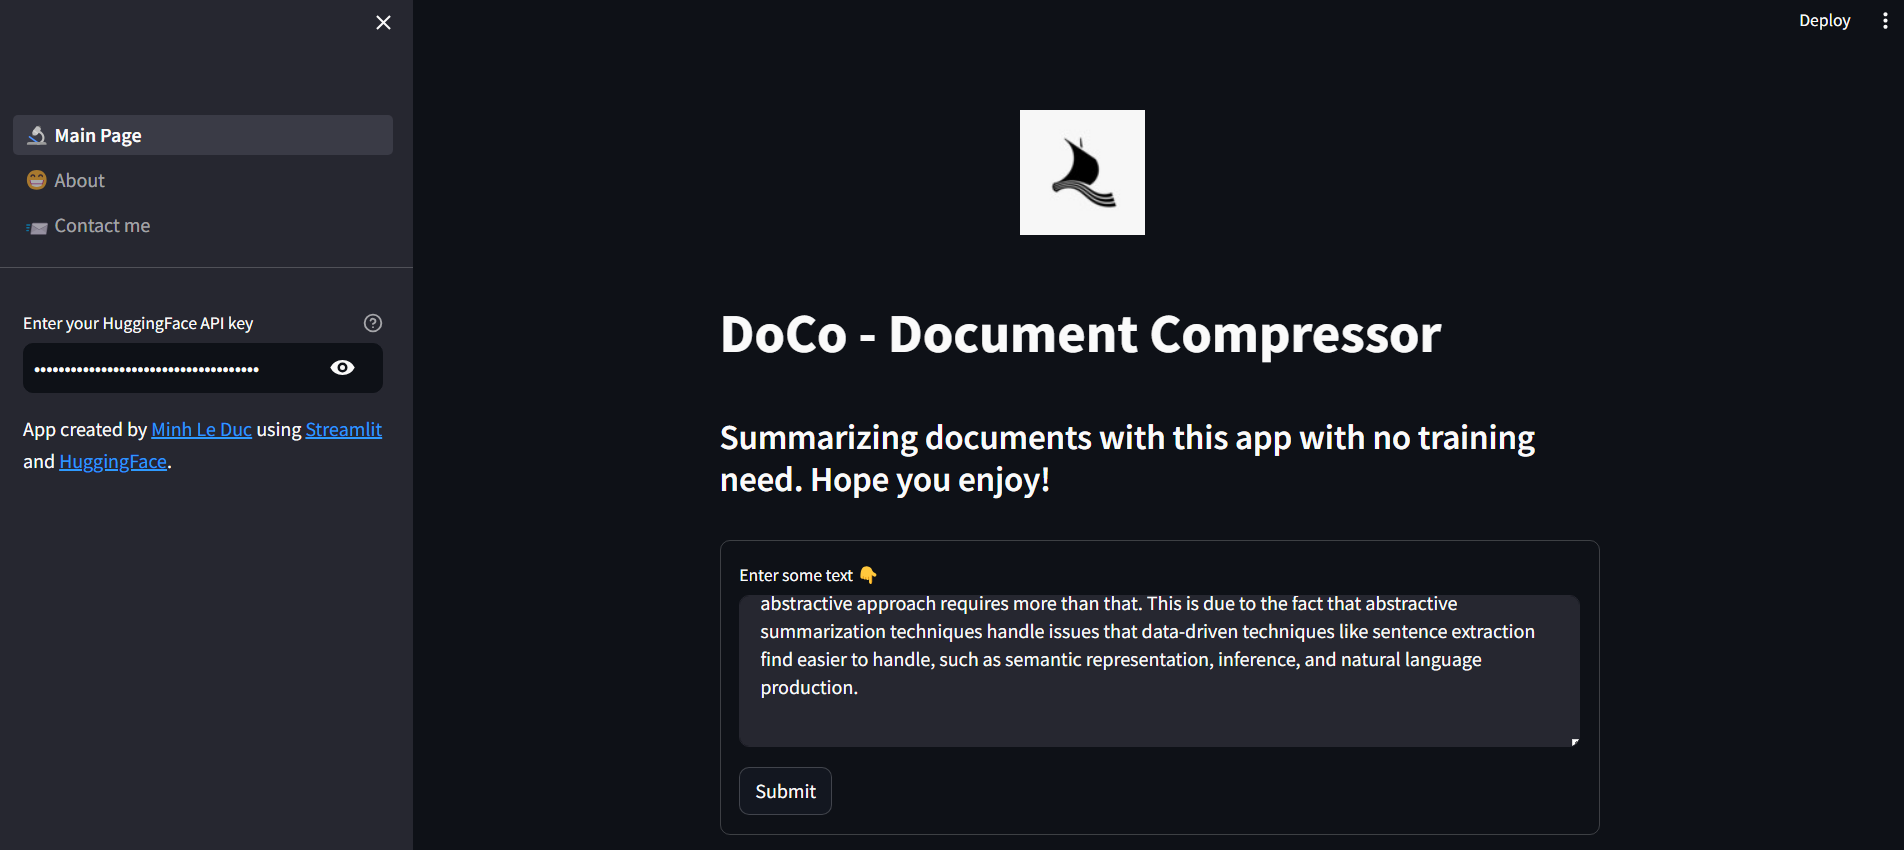 Deploy
Main Page
About
Contact me
Enter your HuggingFace API key
App created by Minh Le Duc using Streamlit
and HuggingFace.
DoCo - Document Compressor
Summarizing documents with this app with no training
need. Hope you enjoy!
Enter some text 👇
abstractive approach requires more than that. This is due to the fact that abstractive
summarization techniques handle issues that data-driven techniques like sentence extraction
find easier to handle, such as semantic representation, inference, and natural language
production.
Submit